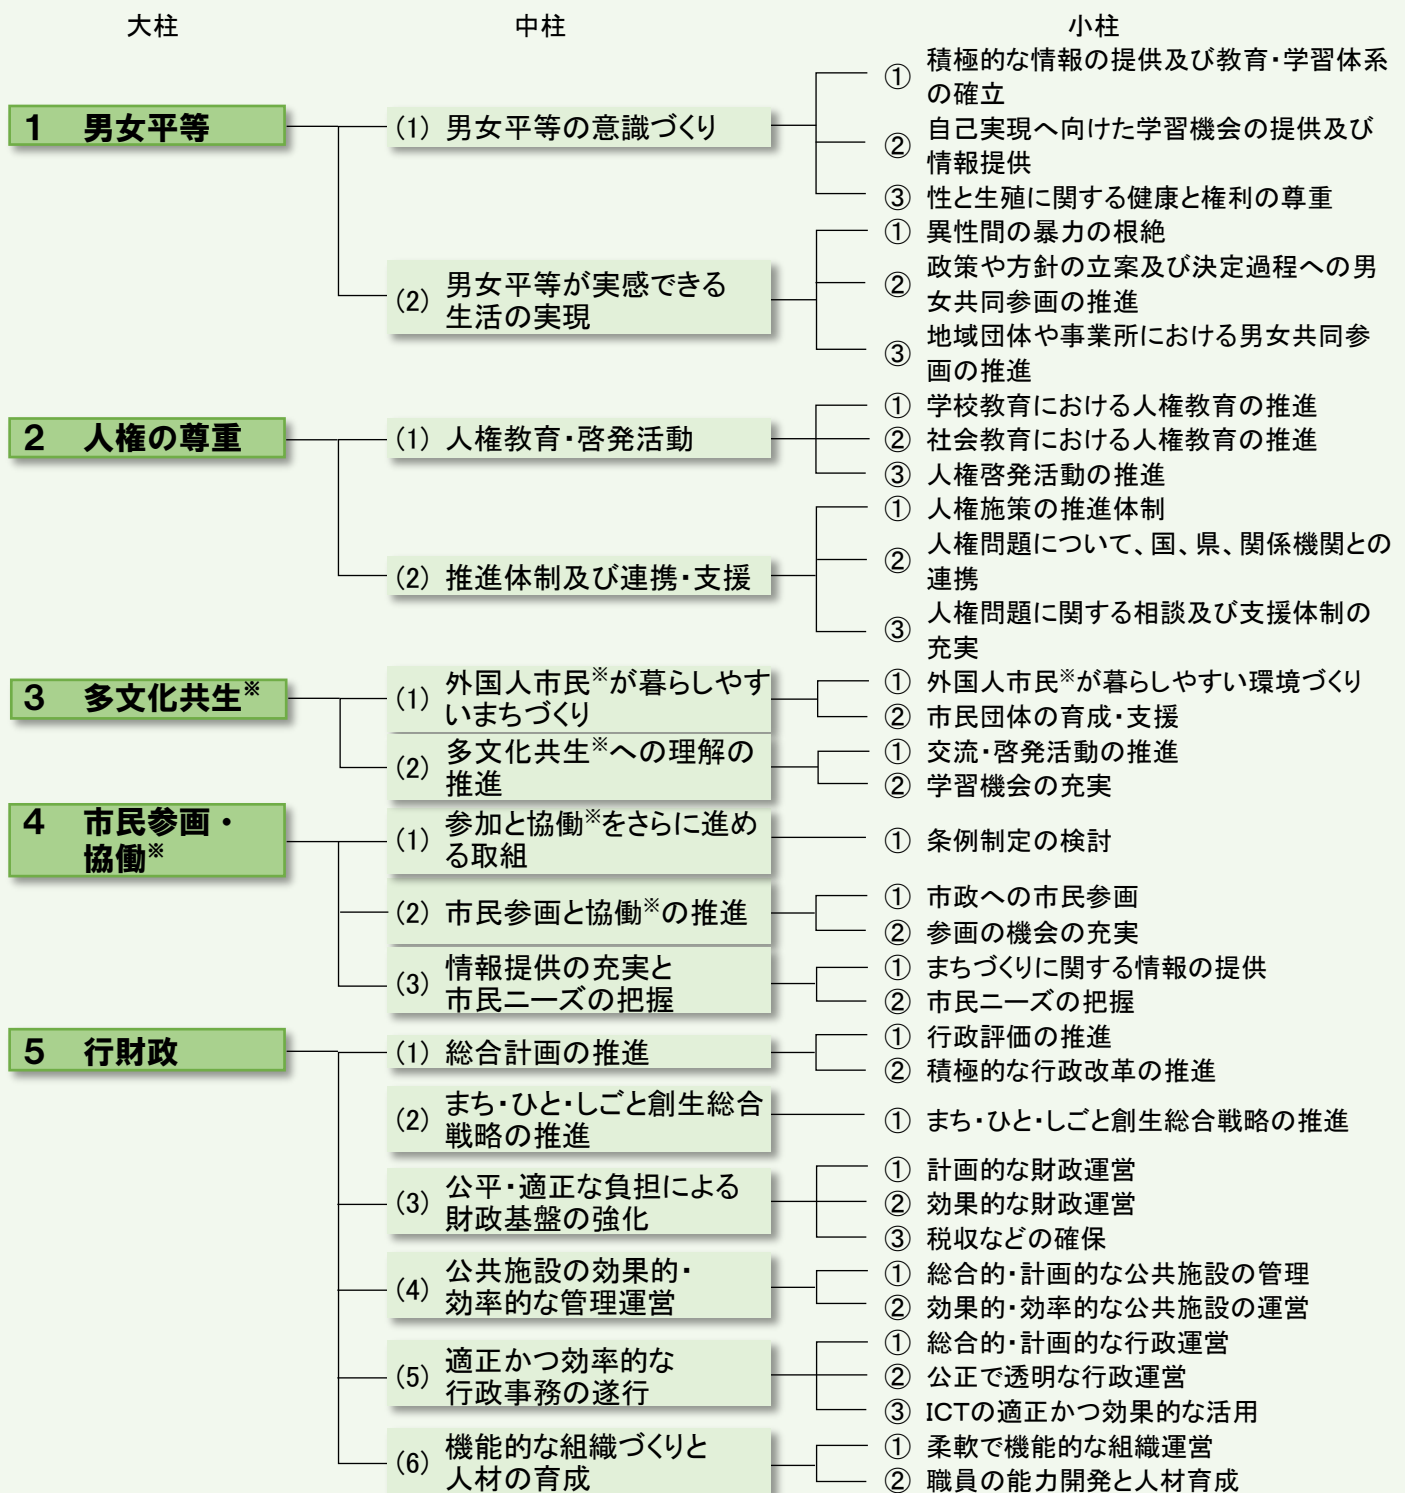 大柱 中柱 小柱
1 男女平等
(1) 男女平等の意識づくり
① 積極的な情報の提供及び教育・学習体系
の確立
② 自己実現へ向けた学習機会の提供及び
情報提供
③ 性と生殖に関する健康と権利の尊重
(2) 男女平等が実感できる
生活の実現
① 異性間の暴力の根絶
② 政策や方針の立案及び決定過程への男
女共同参画の推進
③ 地域団体や事業所における男女共同参
画の推進
2 人権の尊重
(1) 人権教育・啓発活動
① 学校教育における人権教育の推進
② 社会教育における人権教育の推進
③ 人権啓発活動の推進
(2) 推進体制及び連携・支援
① 人権施策の推進体制
② 人権問題について、国、県、関係機関との
連携
③ 人権問題に関する相談及び支援体制の
充実
3 多文化共生※
(1) 外国人市民※が暮らしやす
いまちづくり
① 外国人市民※が暮らしやすい環境づくり
② 市民団体の育成・支援
(2) 多文化共生※への理解の
推進
① 交流・啓発活動の推進
② 学習機会の充実
4 市民参画・
協働※
(1) 参加と協働※をさらに進め
る取組
① 条例制定の検討
(2) 市民参画と協働※の推進
① 市政への市民参画
② 参画の機会の充実
(3) 情報提供の充実と
市民ニーズの把握
① まちづくりに関する情報の提供
② 市民ニーズの把握
5 行財政
(1) 総合計画の推進
① 行政評価の推進
② 積極的な行政改革の推進
(2) まち・ひと・しごと創生総合
戦略の推進
① まち・ひと・しごと創生総合戦略の推進
(3) 公平・適正な負担による
財政基盤の強化
① 計画的な財政運営
② 効果的な財政運営
③ 税収などの確保
(4) 公共施設の効果的・
効率的な管理運営
① 総合的・計画的な公共施設の管理
② 効果的・効率的な公共施設の運営
(5) 適正かつ効率的な
行政事務の遂行
① 総合的・計画的な行政運営
② 公正で透明な行政運営
③ ICTの適正かつ効果的な活用
(6) 機能的な組織づくりと
人材の育成
① 柔軟で機能的な組織運営
② 職員の能力開発と人材育成